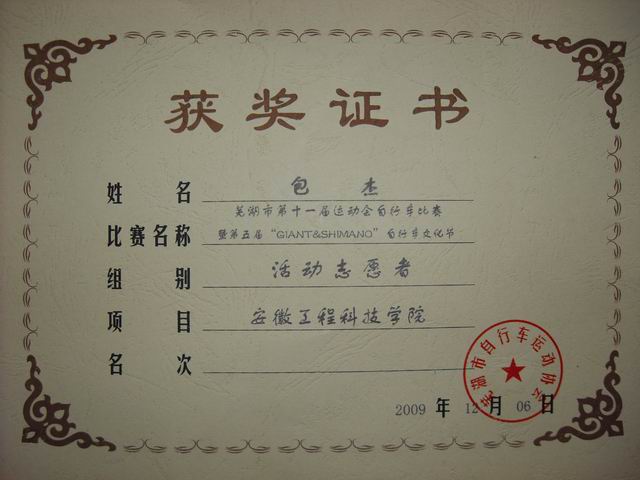 获奖证书
姓 名 包 杰
芜湖市第十一届运动会自行车比赛
比赛名称 暨第五届“GIANT&SHIMANO”自行车文化节
组 别 活动志愿者
项 目 安徽工程科技学院
名 次
芜湖市自行车运动协会
2009 年 12 月 06 日